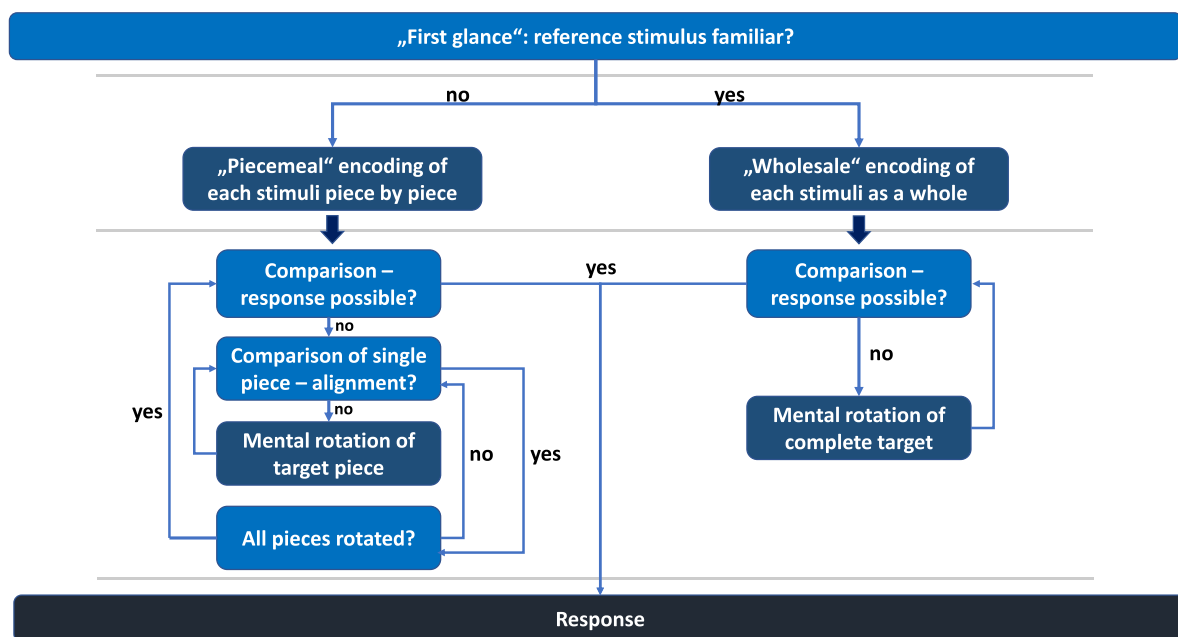 „First glance“: reference stimulus familiar?
no
yes
„Piecemeal“ encoding of
each stimuli piece by piece
„Wholesale“ encoding of
each stimuli as a whole
Comparison –
response possible?
yes
Comparison –
response possible?
no
Comparison of single
piece – alignment?
no
yes
no
Mental rotation of
target piece
no
yes
Mental rotation of
complete target
All pieces rotated?
Response